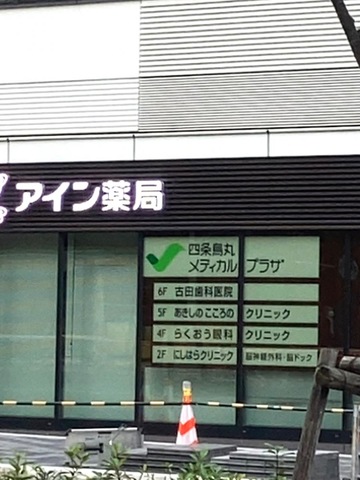 アイン薬局
四条烏丸
メディカル プラザ
6F 古田歯科医院
5F あきしの こころの クリニック
4F らくおう眼科 クリニック
2F にしはらクリニック 脳神経外科・脳ドック